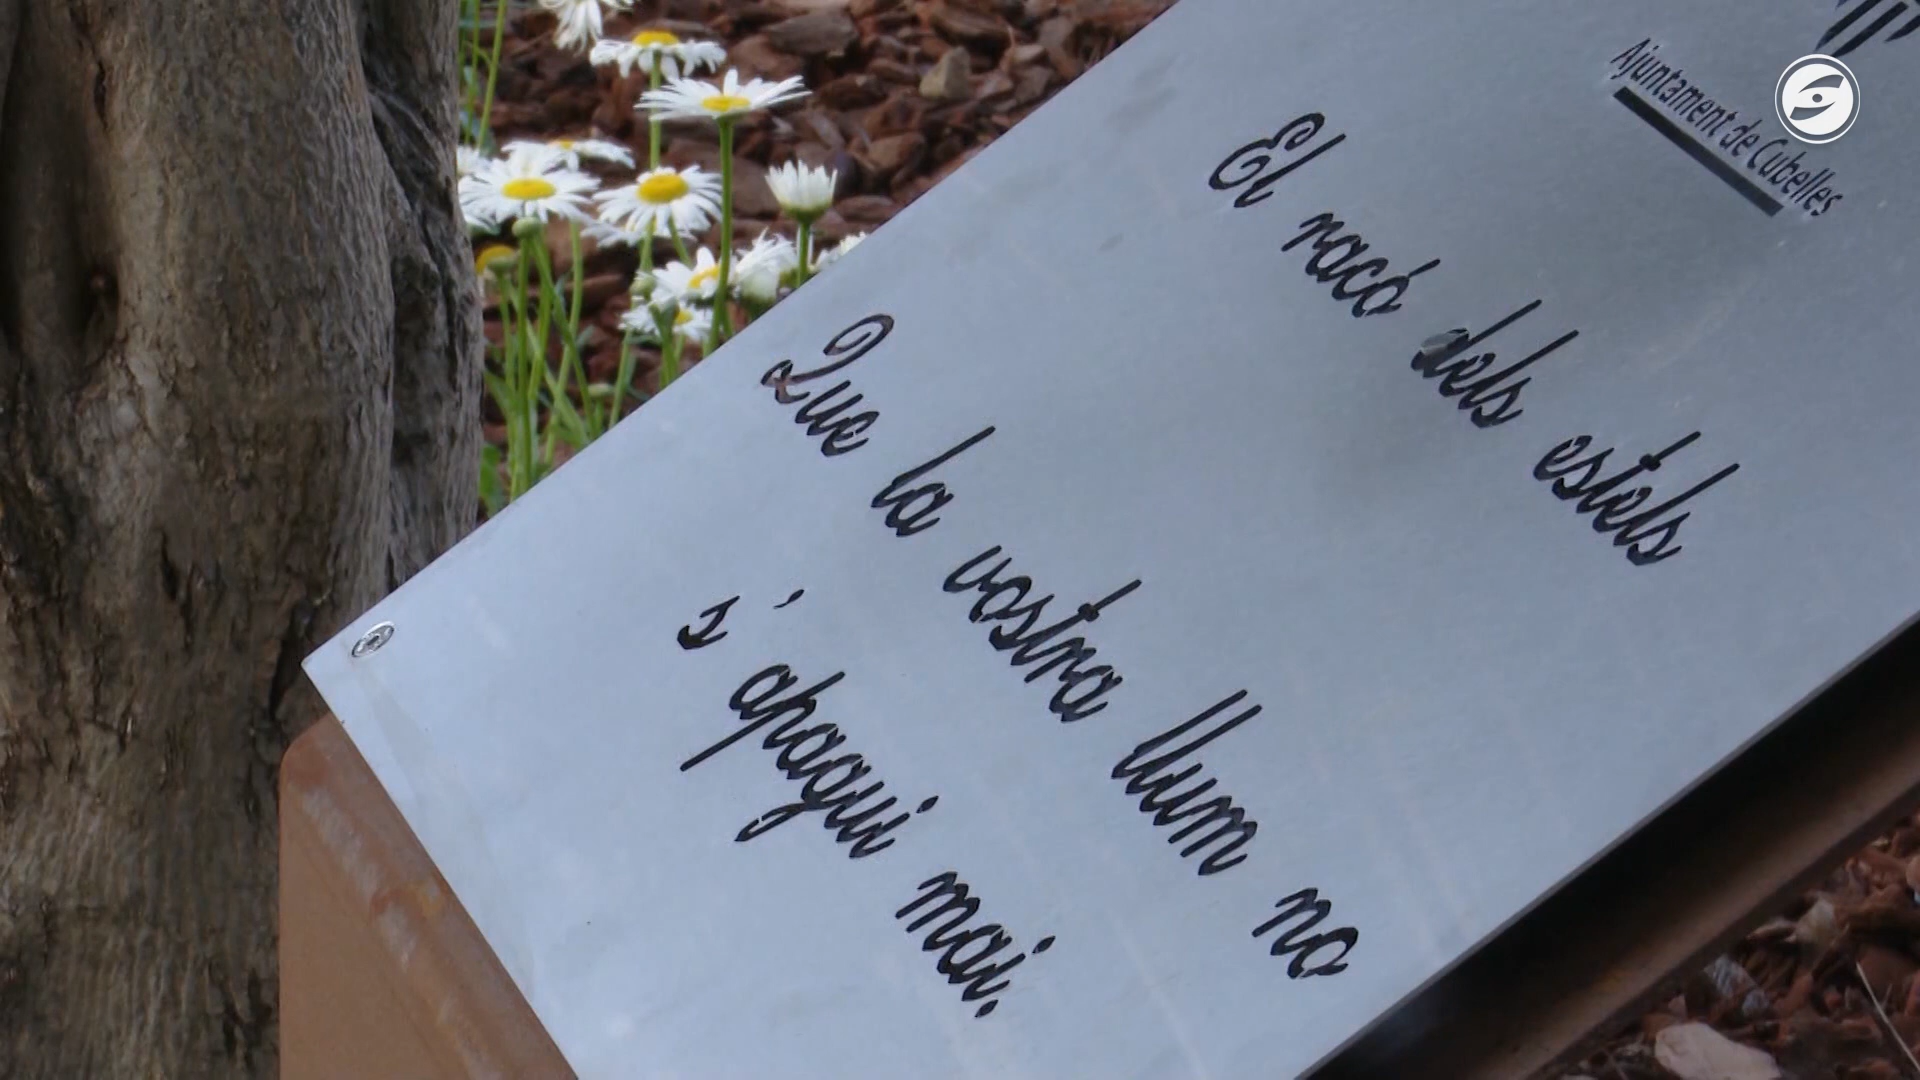 Ajuntament de Cubelles
El racó dels estels
Que la vostra llum no
s'apagui mai.